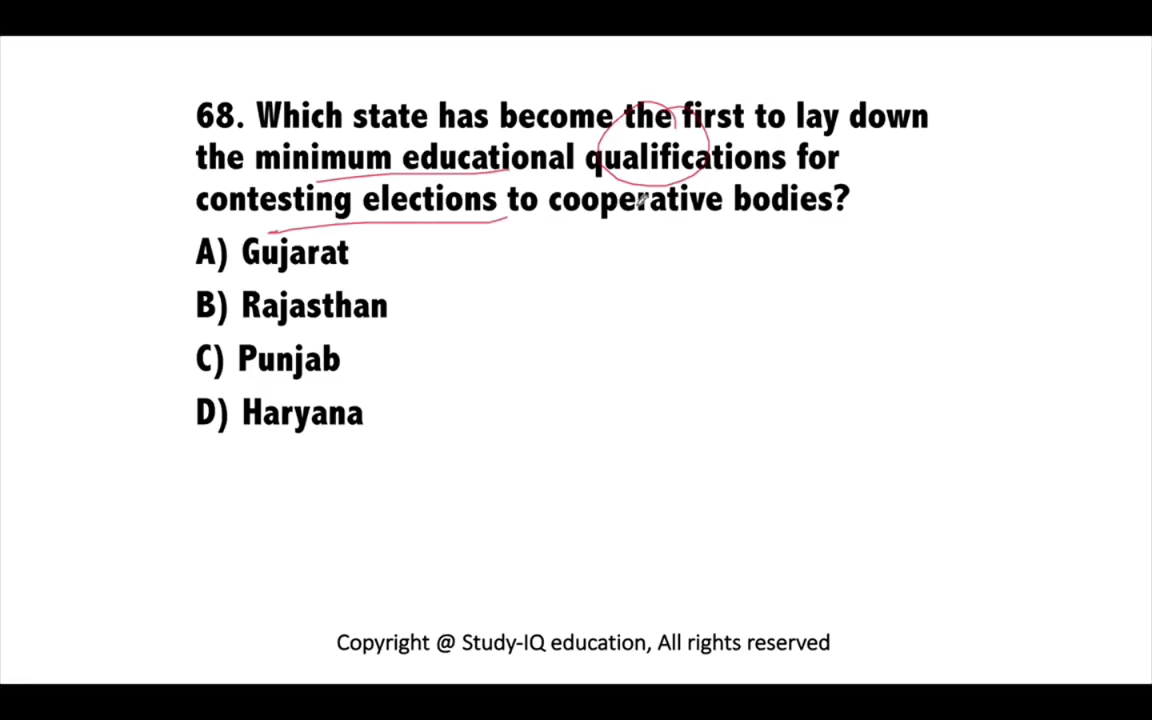 68. Which state has become the first to lay down
the minimum educational qualifications for
contesting elections to cooperative bodies?
A) Gujarat
B) Rajasthan
C) Punjab
D) Haryana
Copyright @ Study-IQ education, All rights reserved